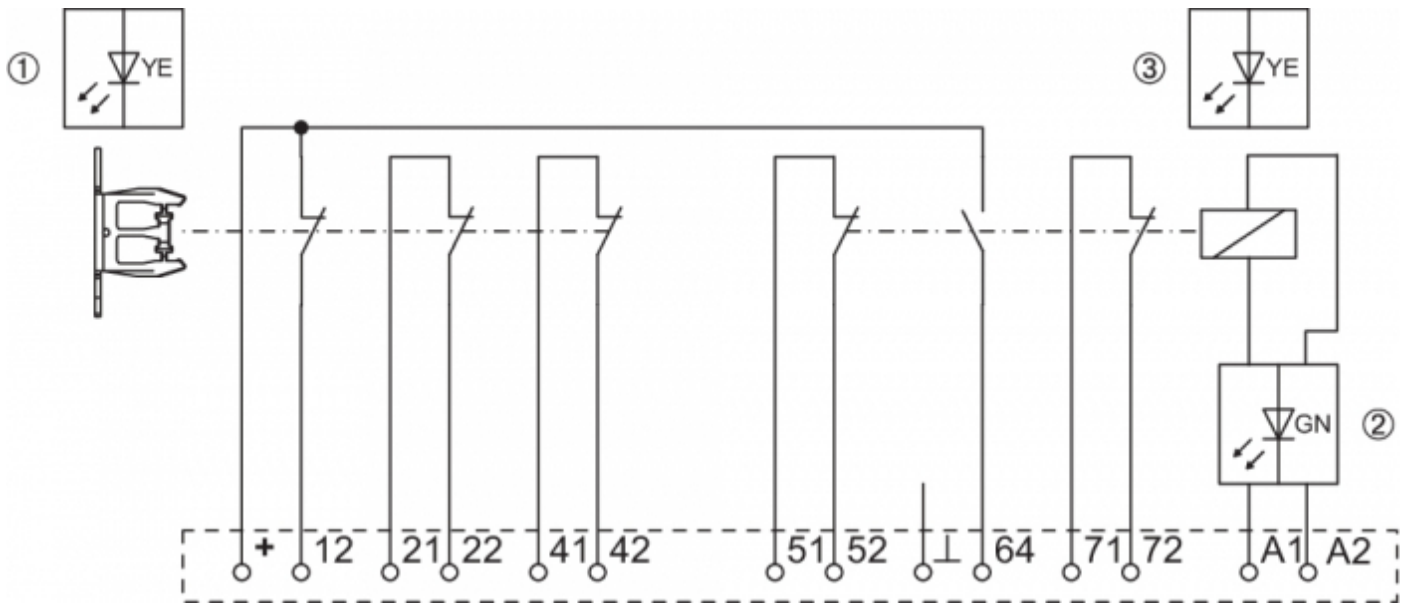 ① YE ③ YE
GN ②
+ 12 21 22 41 42 51 52 ⊥ 64 71 72 A1 A2